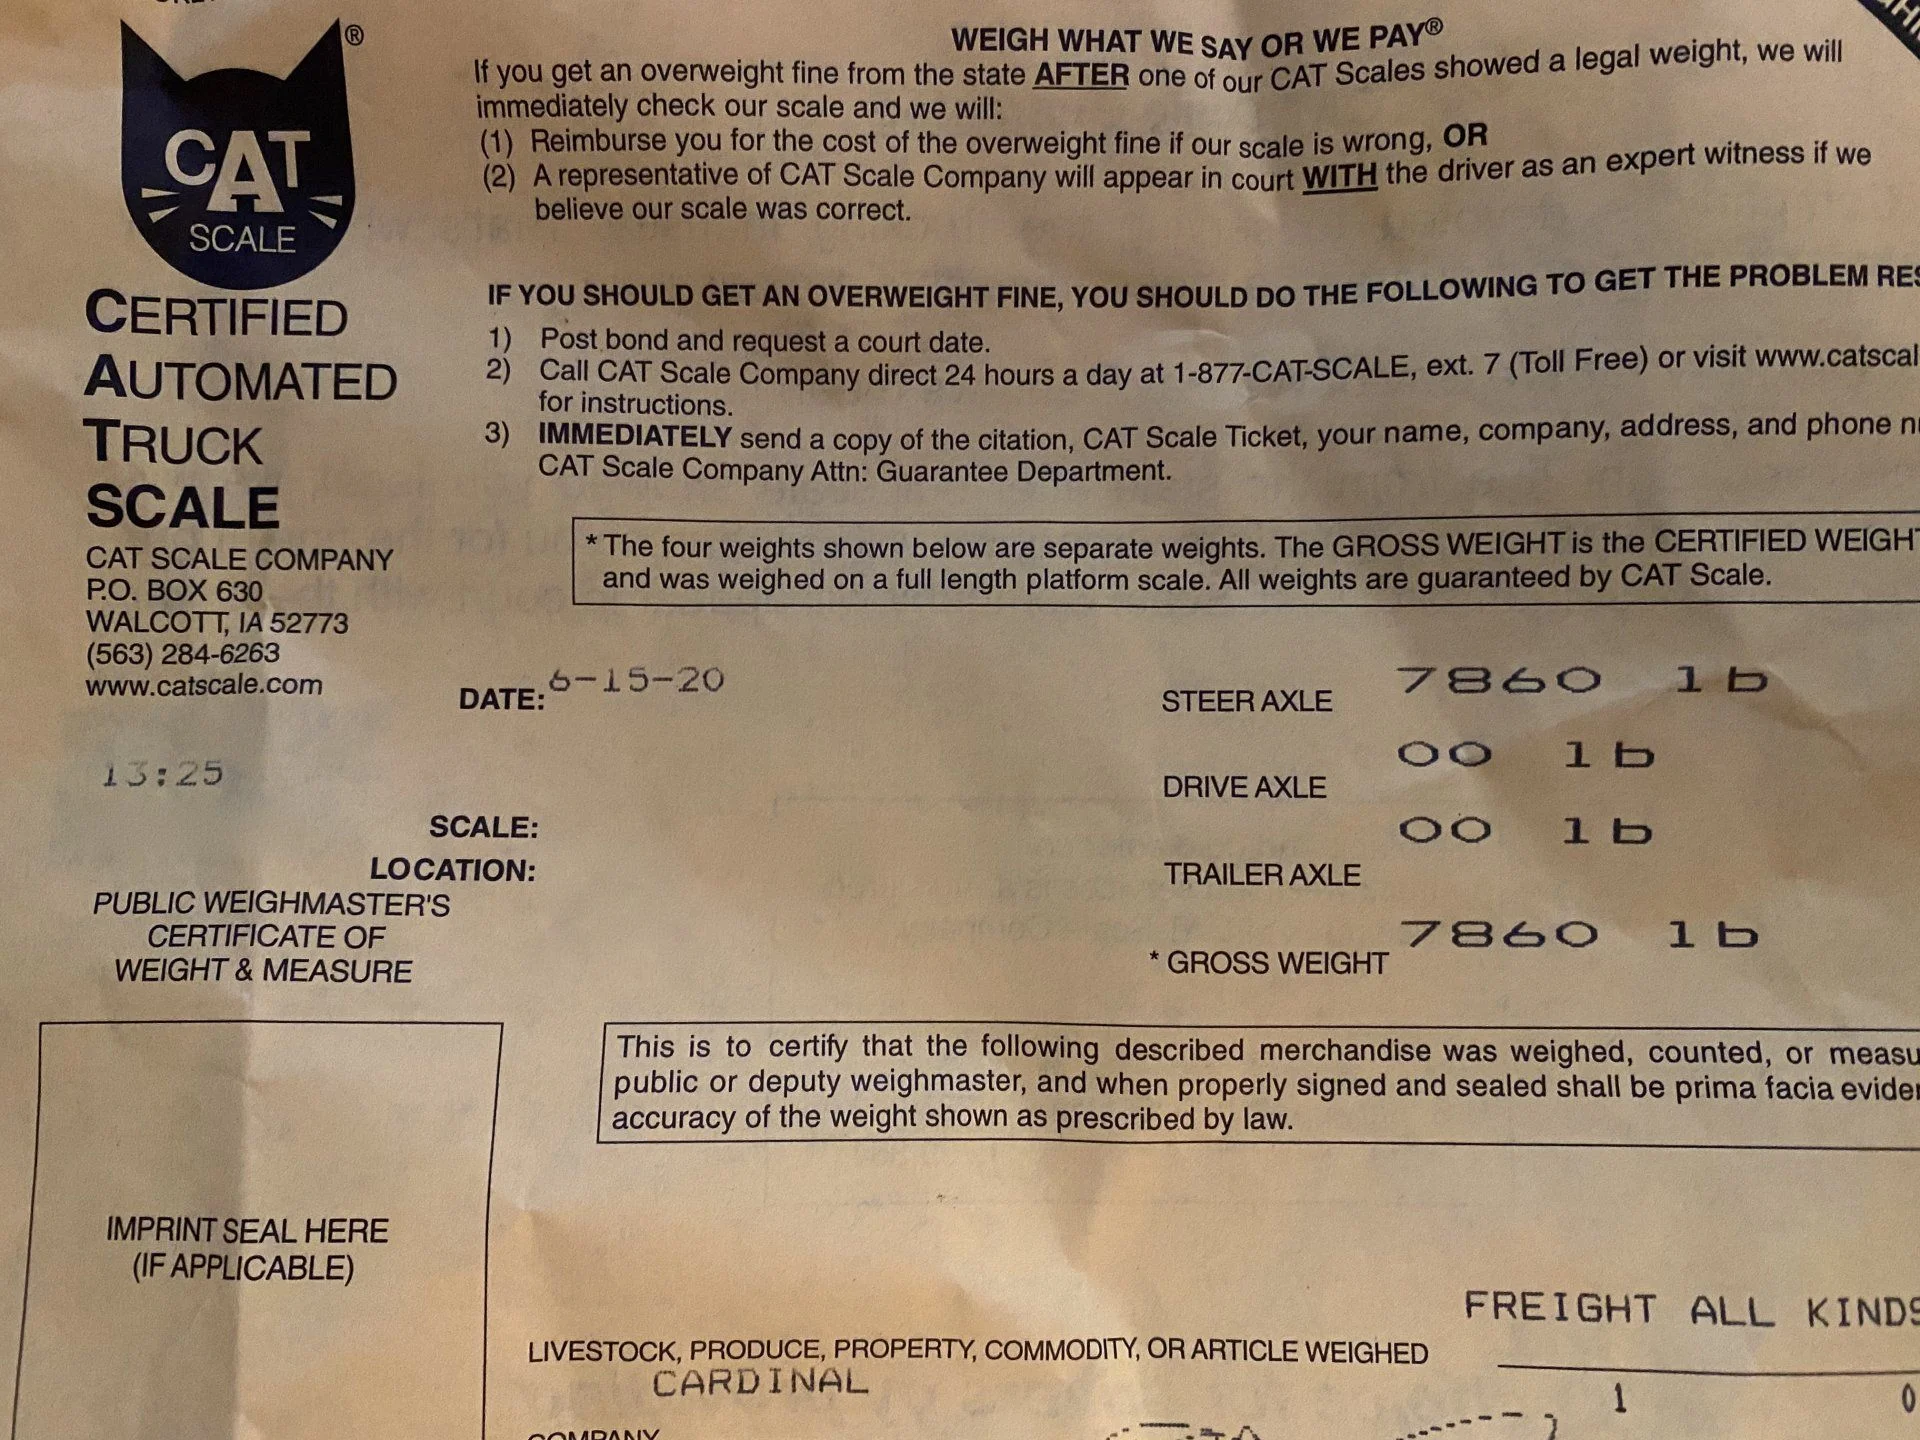 WEIGH WHAT WE SAY OR WE PAY®
If you get an overweight fine from the state AFTER one of our CAT Scales showed a legal weight, we will
immediately check our scale and we will:
(1) Reimburse you for the cost of the overweight fine if our scale is wrong, OR
(2) A representative of CAT Scale Company will appear in court WITH the driver as an expert witness if we
believe our scale was correct.
®
CAT
SCALE
CERTIFIED
AUTOMATED
TRUCK
SCALE
CAT SCALE COMPANY
P.O. BOX 630
WALCOTT, IA 52773
(563) 284-6263
www.catscale.com
IF YOU SHOULD GET AN OVERWEIGHT FINE, YOU SHOULD DO THE FOLLOWING TO GET THE PROBLEM RES
1) Post bond and request a court date.
2) Call CAT Scale Company direct 24 hours a day at 1-877-CAT-SCALE, ext. 7 (Toll Free) or visit www.catscal
for instructions.
3) IMMEDIATELY send a copy of the citation, CAT Scale Ticket, your name, company, address, and phone nu
CAT Scale Company Attn: Guarantee Department.
* The four weights shown below are separate weights. The GROSS WEIGHT is the CERTIFIED WEIGHT
and was weighed on a full length platform scale. All weights are guaranteed by CAT Scale.
DATE: 6-15-20
13:25
SCALE:
LOCATION:
STEER AXLE 7860 lb
DRIVE AXLE 00 lb
TRAILER AXLE 00 lb
* GROSS WEIGHT 7860 lb
PUBLIC WEIGHMASTER'S
CERTIFICATE OF
WEIGHT & MEASURE
This is to certify that the following described merchandise was weighed, counted, or measu
public or deputy weighmaster, and when properly signed and sealed shall be prima facia eviden
accuracy of the weight shown as prescribed by law.
IMPRINT SEAL HERE
(IF APPLICABLE)
FREIGHT ALL KINDS
LIVESTOCK, PRODUCE, PROPERTY, COMMODITY, OR ARTICLE WEIGHED
CARDINAL
1 0
COMPANY